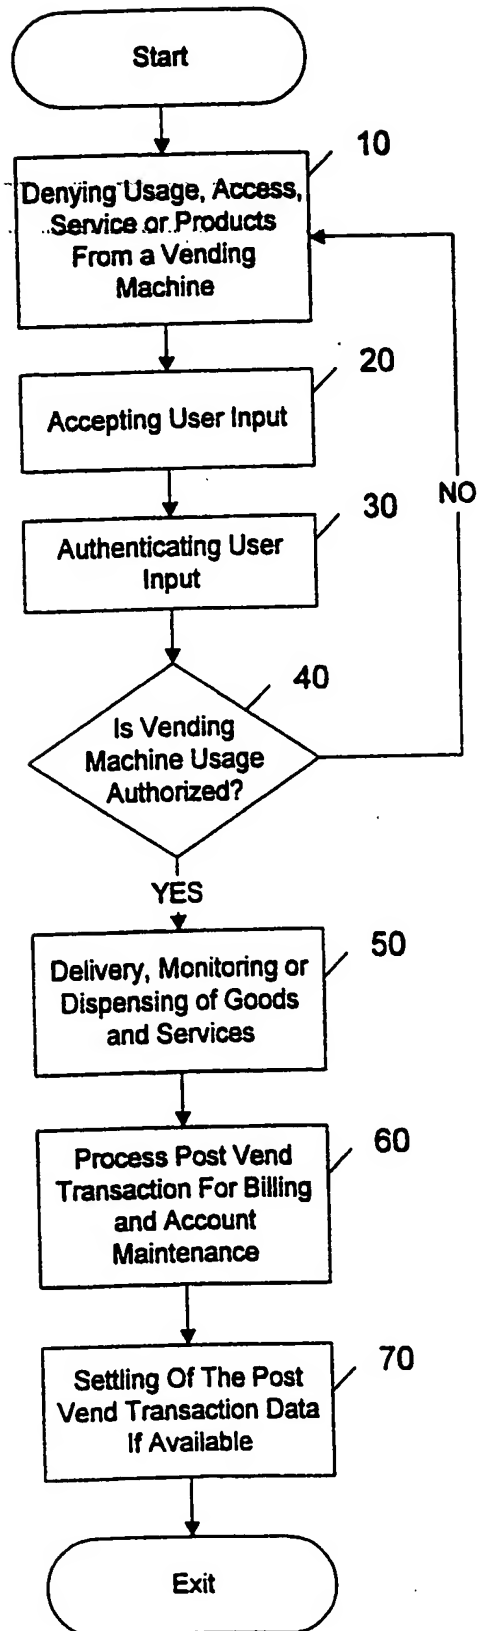 Start
10
Denying Usage, Access,
Service or Products
From a Vending
Machine
20
Accepting User Input
NO
30
Authenticating User
Input
40
Is Vending
Machine Usage
Authorized?
YES
50
Delivery, Monitoring or
Dispensing of Goods
and Services
60
Process Post Vend
Transaction For Billing
and Account
Maintenance
70
Settling Of The Post
Vend Transaction Data
If Available
Exit